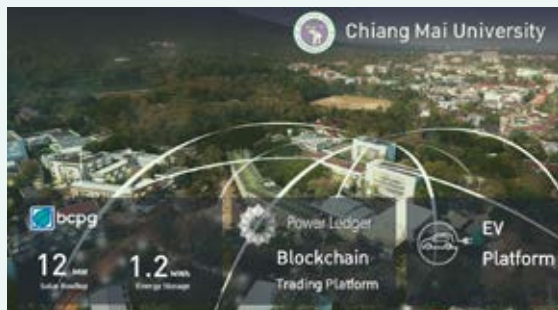 Chiang Mai University
bcpg
Power Ledger
EV
Platform
12 MW
Solar Rooftop
1.2 MWh
Energy Storage
Blockchain
Trading Platform